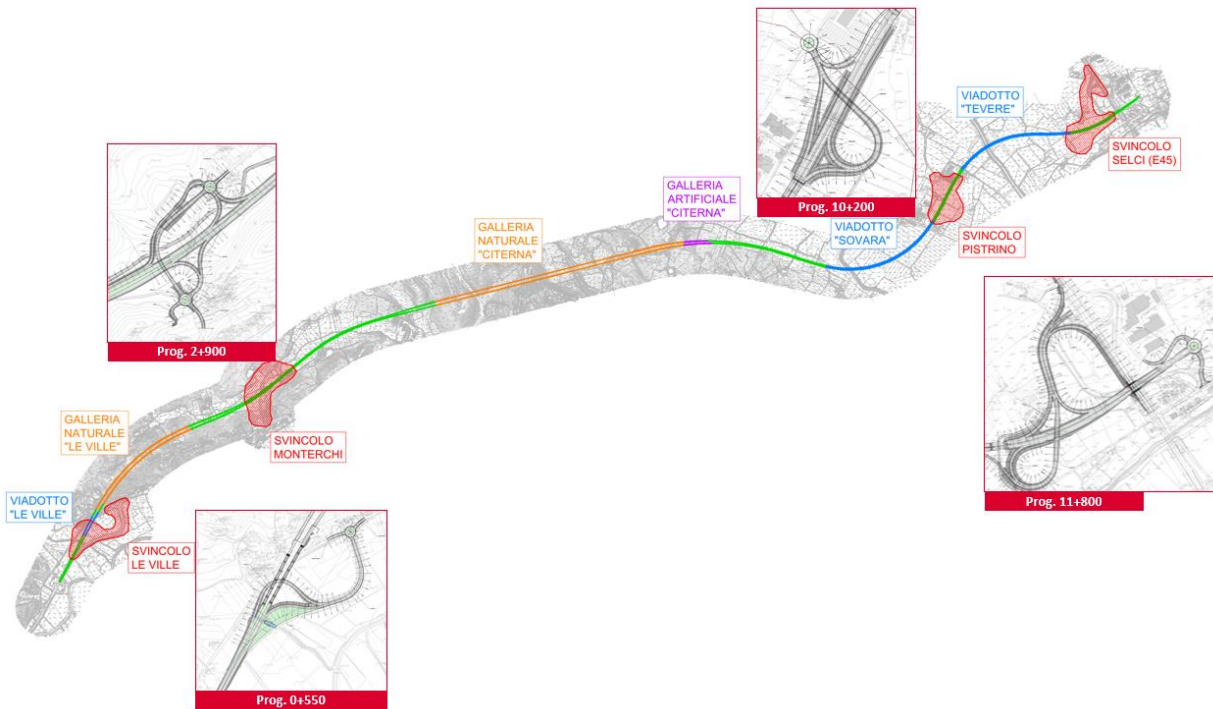 VIADOTTO
"TEVERE"
SVINCOLO
SELCI (E45)
Prog. 10+200
GALLERIA
ARTIFICIALE
"CITERNA"
GALLERIA
NATURALE
"CITERNA"
VIADOTTO
"SOVARA"
SVINCOLO
PISTRINO
Prog. 2+900
GALLERIA
NATURALE
"LE VILLE"
SVINCOLO
MONTERCHI
VIADOTTO
"LE VILLE"
SVINCOLO
LE VILLE
Prog. 11+800
Prog. 0+550